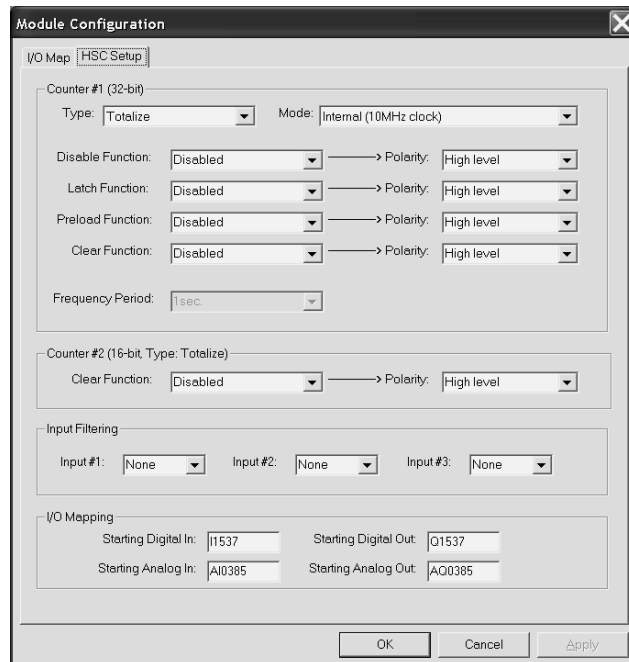 Module Configuration
I/O Map HSC Setup
Counter #1 (32-bit)
Type: Totalize Mode: Internal (10MHz clock)
Disable Function: Disabled Polarity: High level
Latch Function: Disabled Polarity: High level
Preload Function: Disabled Polarity: High level
Clear Function: Disabled Polarity: High level
Frequency Period: 1sec.
Counter #2 (16-bit, Type: Totalize)
Clear Function: Disabled Polarity: High level
Input Filtering
Input #1: None Input #2: None Input #3: None
I/O Mapping
Starting Digital In: I1537 Starting Digital Out: Q1537
Starting Analog In: AI0385 Starting Analog Out: AQ0385
OK Cancel Apply